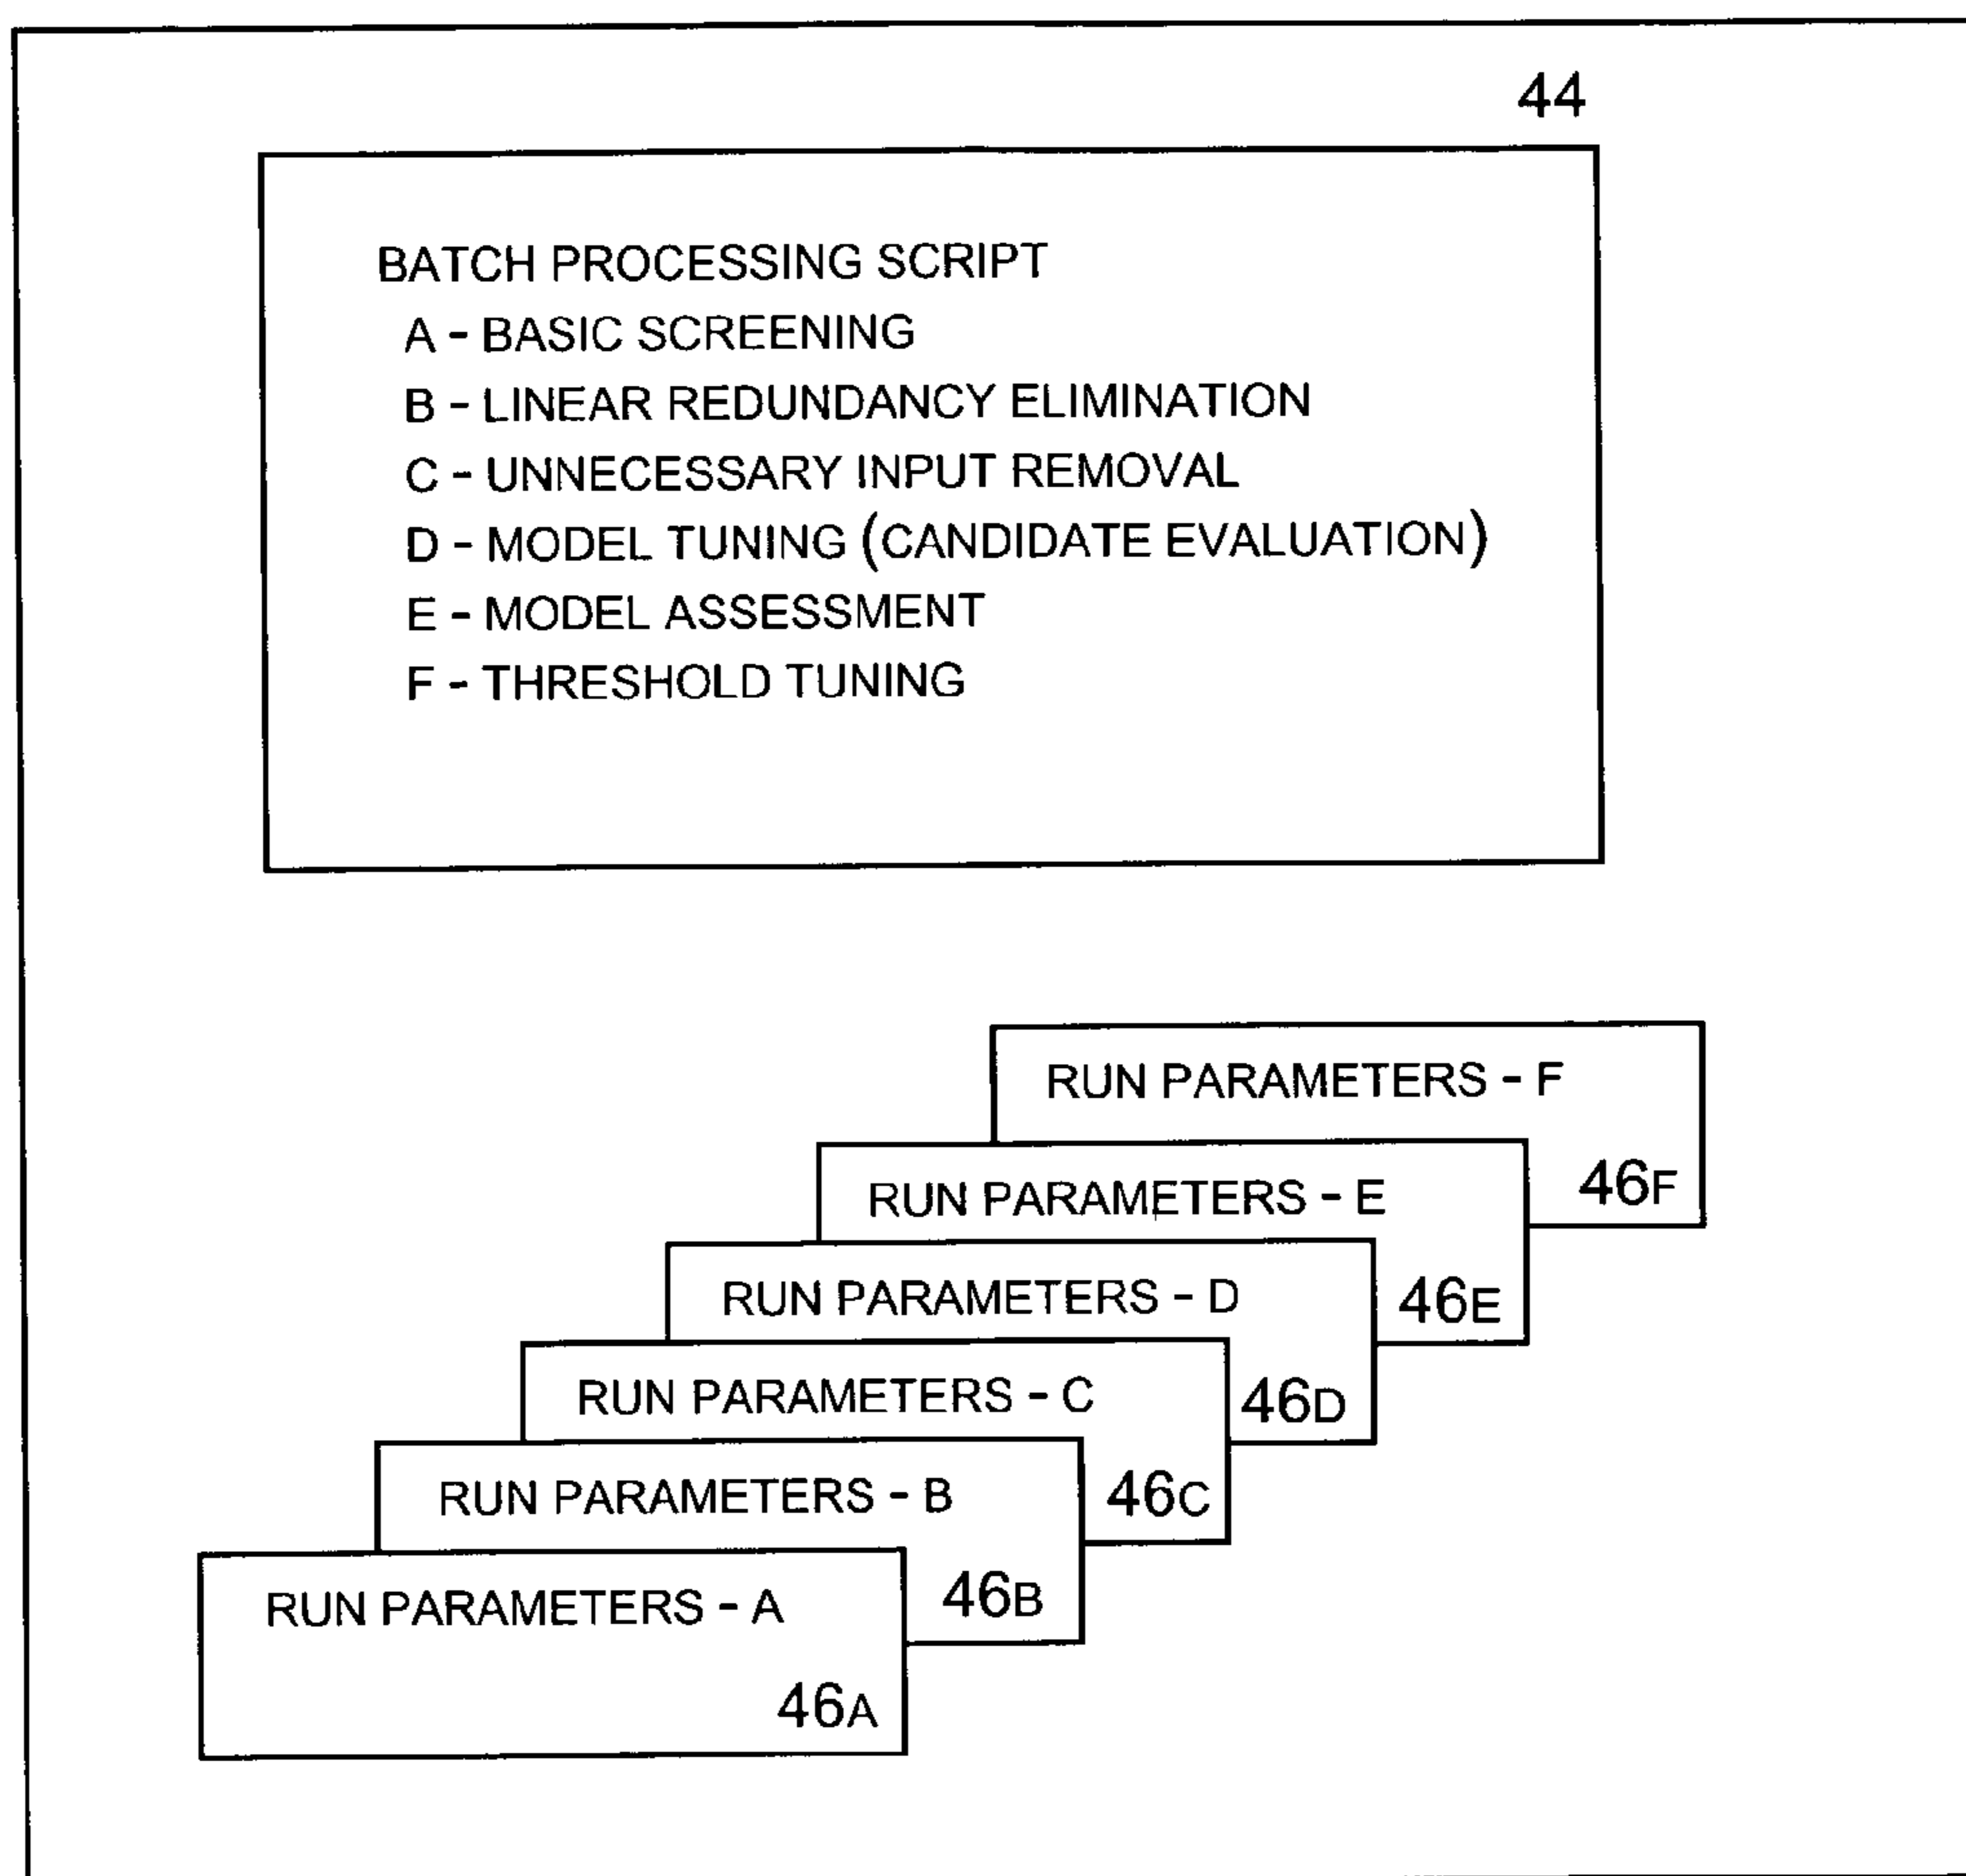 44
BATCH PROCESSING SCRIPT
A - BASIC SCREENING
B - LINEAR REDUNDANCY ELIMINATION
C - UNNECESSARY INPUT REMOVAL
D - MODEL TUNING (CANDIDATE EVALUATION)
E - MODEL ASSESSMENT
F - THRESHOLD TUNING
RUN PARAMETERS - F
46F
RUN PARAMETERS - E
46E
RUN PARAMETERS - D
46D
RUN PARAMETERS - C
46C
RUN PARAMETERS - B
46B
RUN PARAMETERS - A
46A